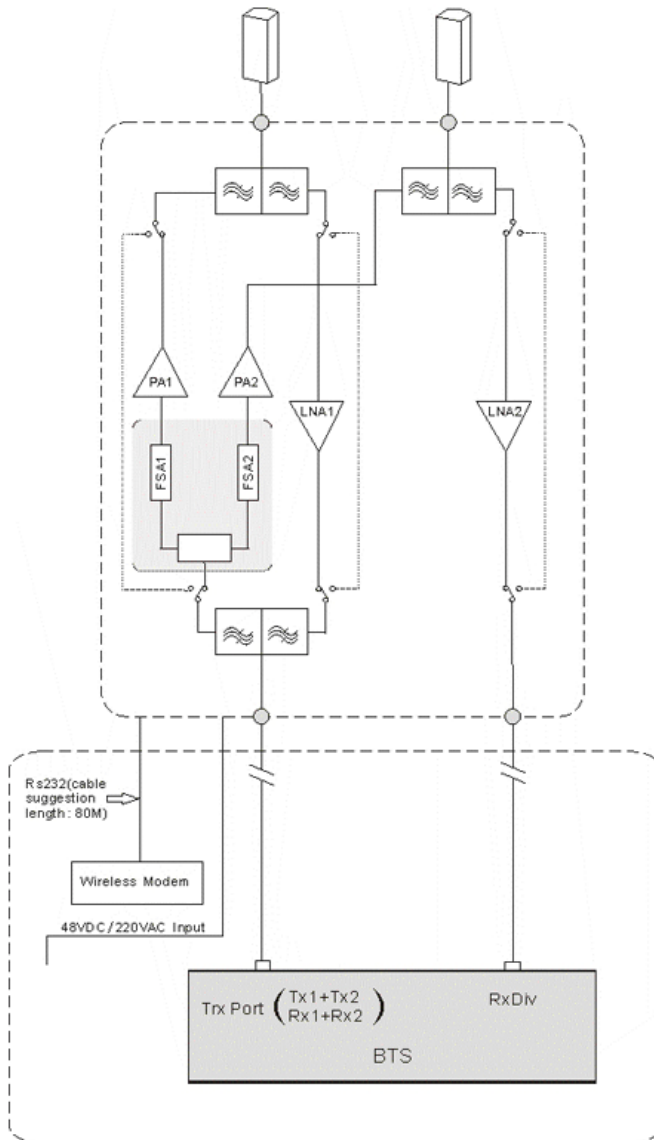 PA1
PA2
LNA1
LNA2
FSA1
FSA2
Rs232(cable
suggestion
length: 80M)
Wireless Modem
48VDC/220VAC Input
Trx Port (Tx1+Tx2
Rx1+Rx2)
RxDiv
BTS